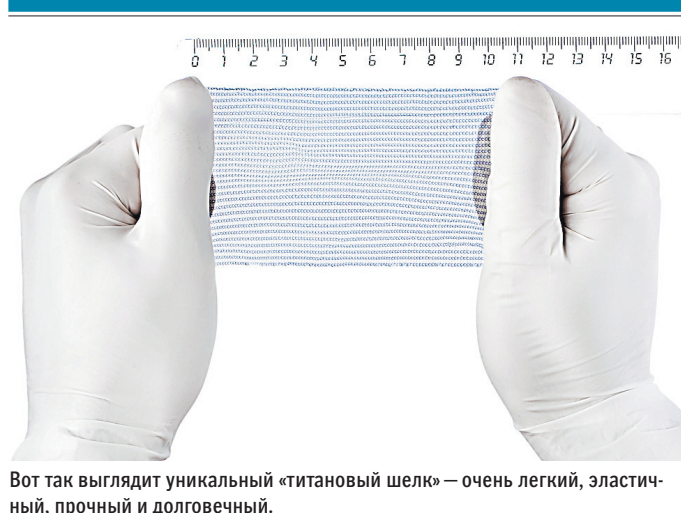 0 1 2 3 4 5 6 7 8 9 10 11 12 13 14 15 16
Вот так выглядит уникальный «титановый шелк» — очень легкий, эластич-
ный, прочный и долговечный.